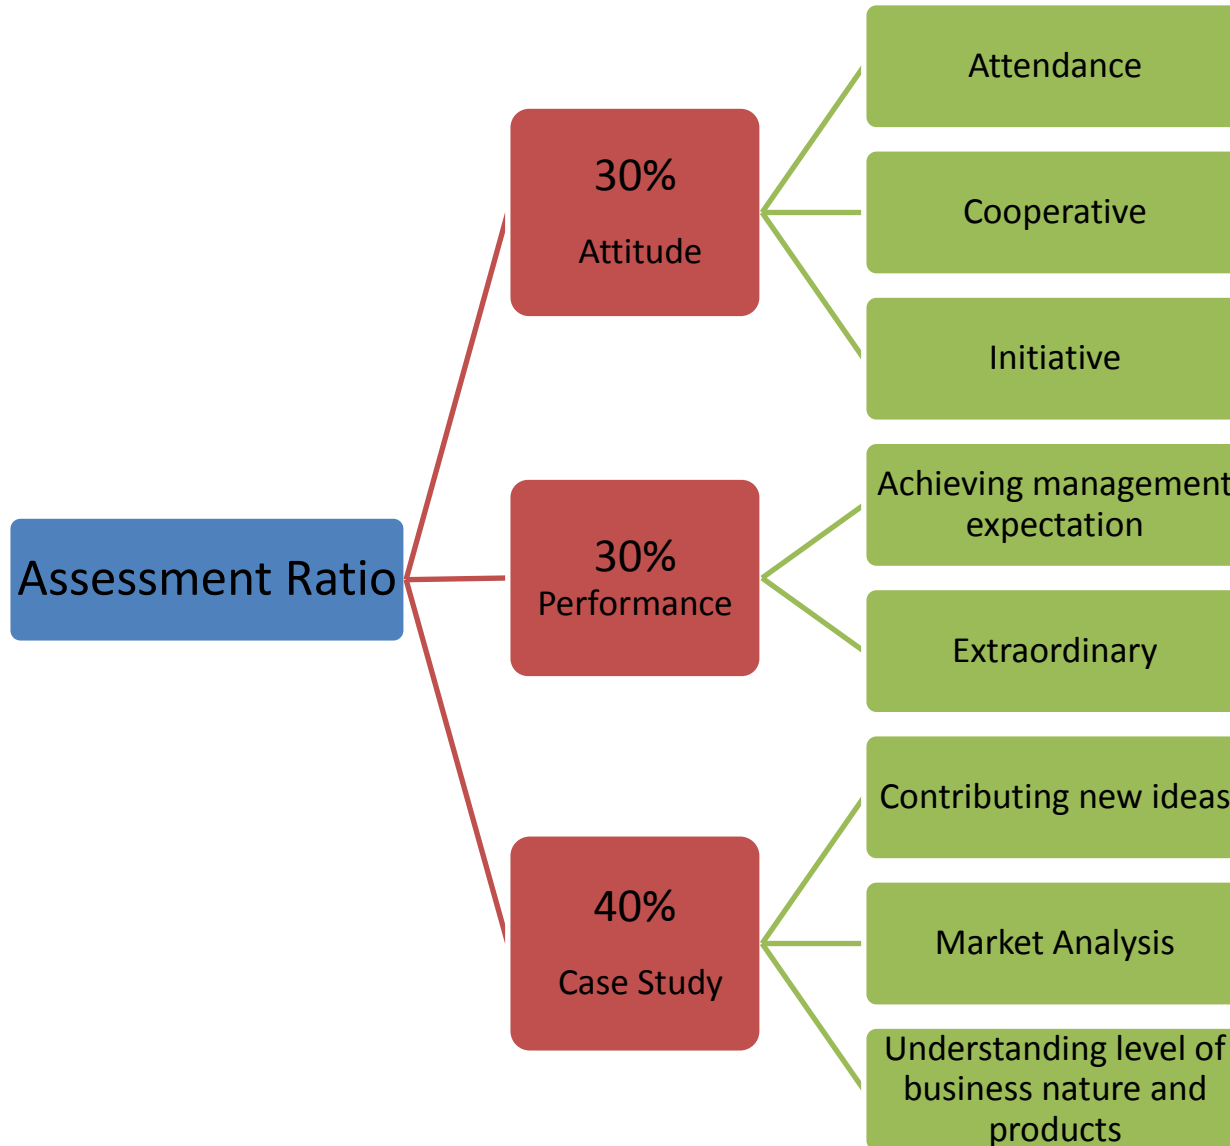 Assessment Ratio
30%
Attitude
Attendance
Cooperative
Initiative
30%
Performance
Achieving management
expectation
Extraordinary
40%
Case Study
Contributing new ideas
Market Analysis
Understanding level of
business nature and
products